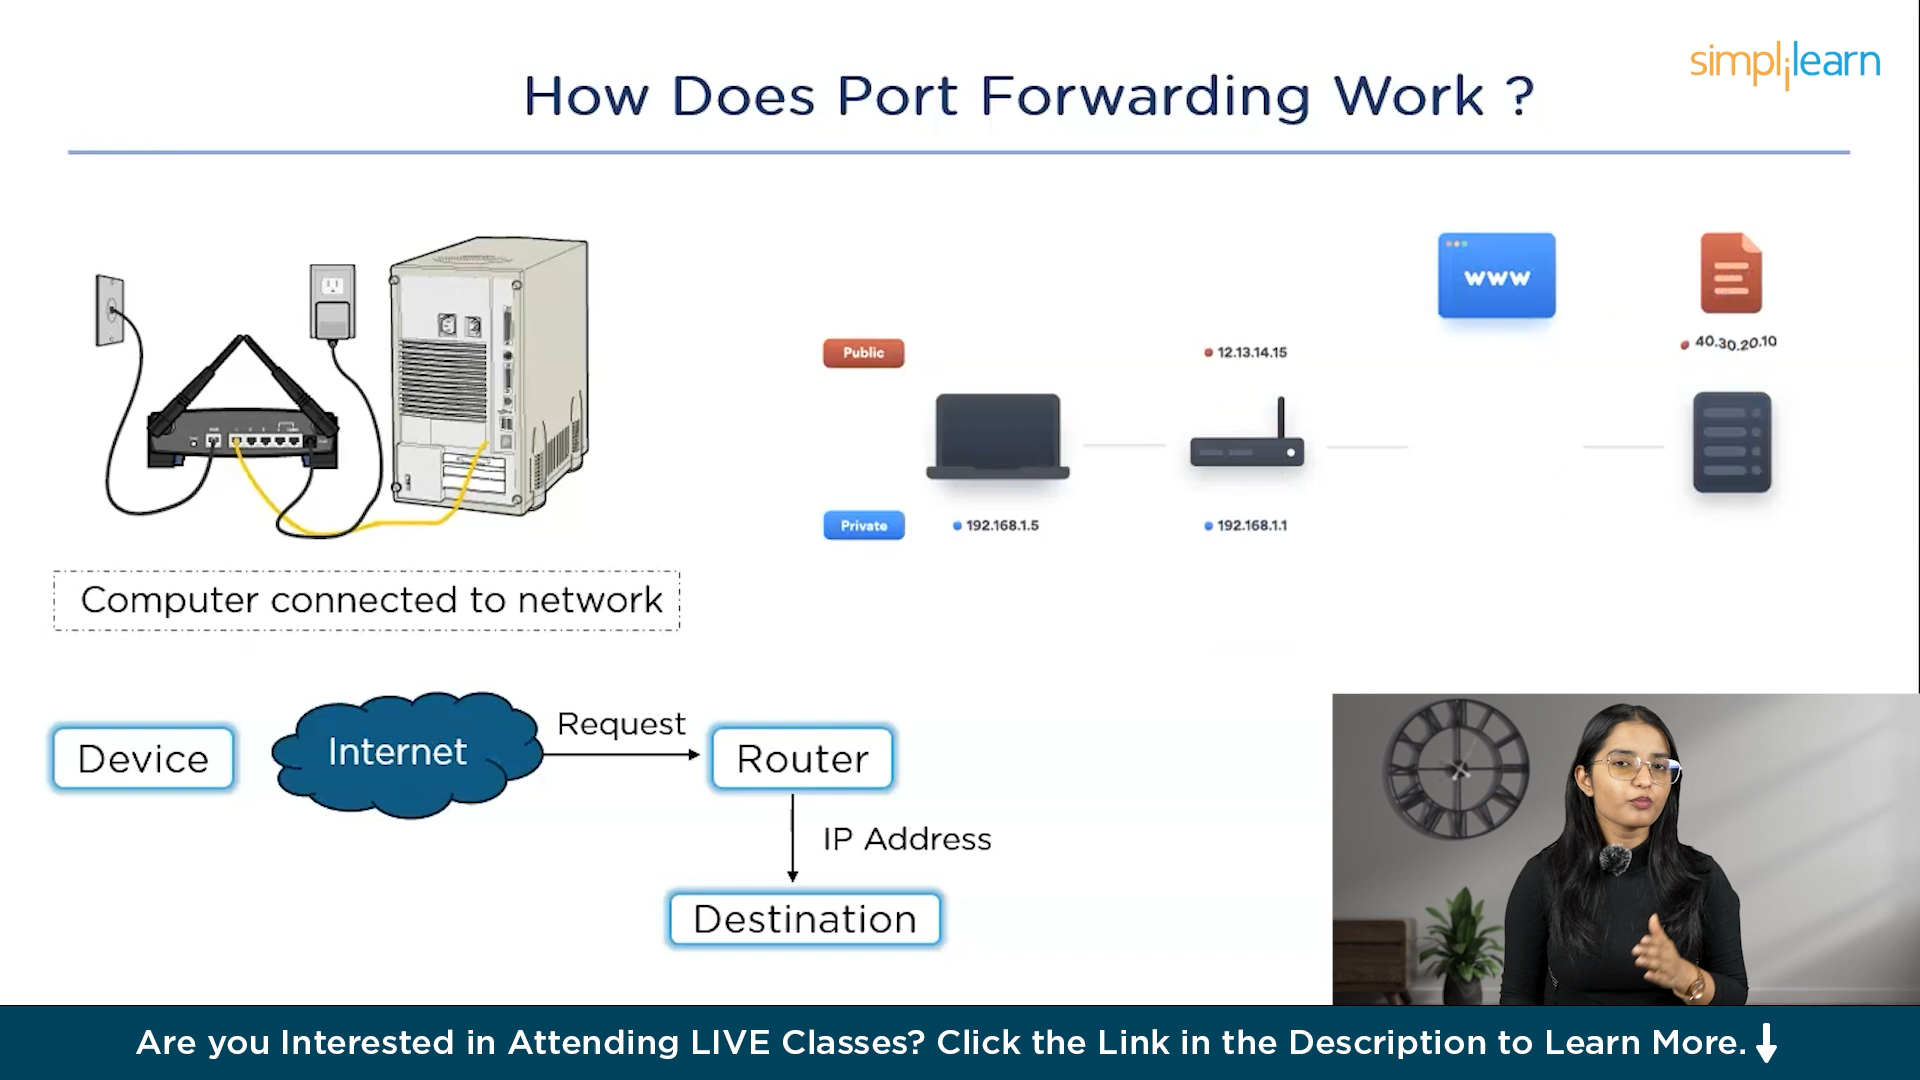 How Does Port Forwarding Work ?
simplilearn
www
Public
12.13.14.15
40.30.20.10
Private
192.168.1.5
192.168.1.1
Computer connected to network
Device
Internet
Request
Router
IP Address
Destination
Are you Interested in Attending LIVE Classes? Click the Link in the Description to Learn More.